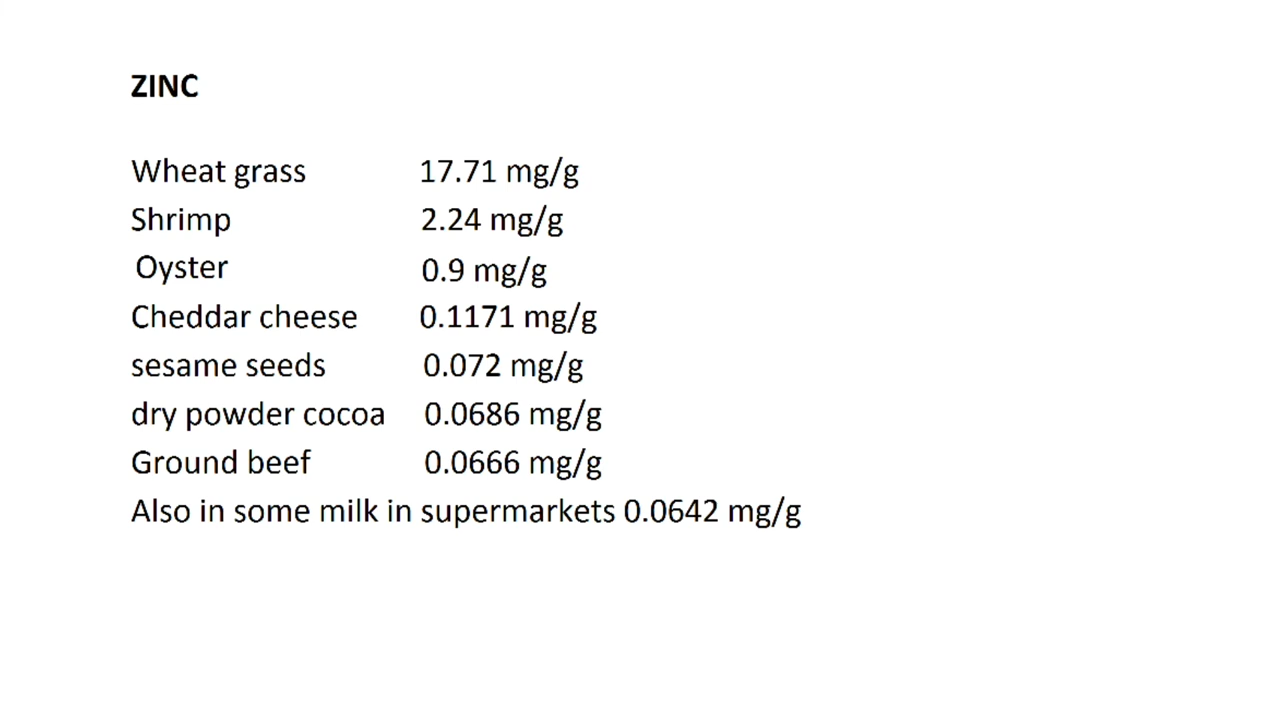 ZINC
Wheat grass 17.71 mg/g
Shrimp 2.24 mg/g
Oyster 0.9 mg/g
Cheddar cheese 0.1171 mg/g
sesame seeds 0.072 mg/g
dry powder cocoa 0.0686 mg/g
Ground beef 0.0666 mg/g
Also in some milk in supermarkets 0.0642 mg/g